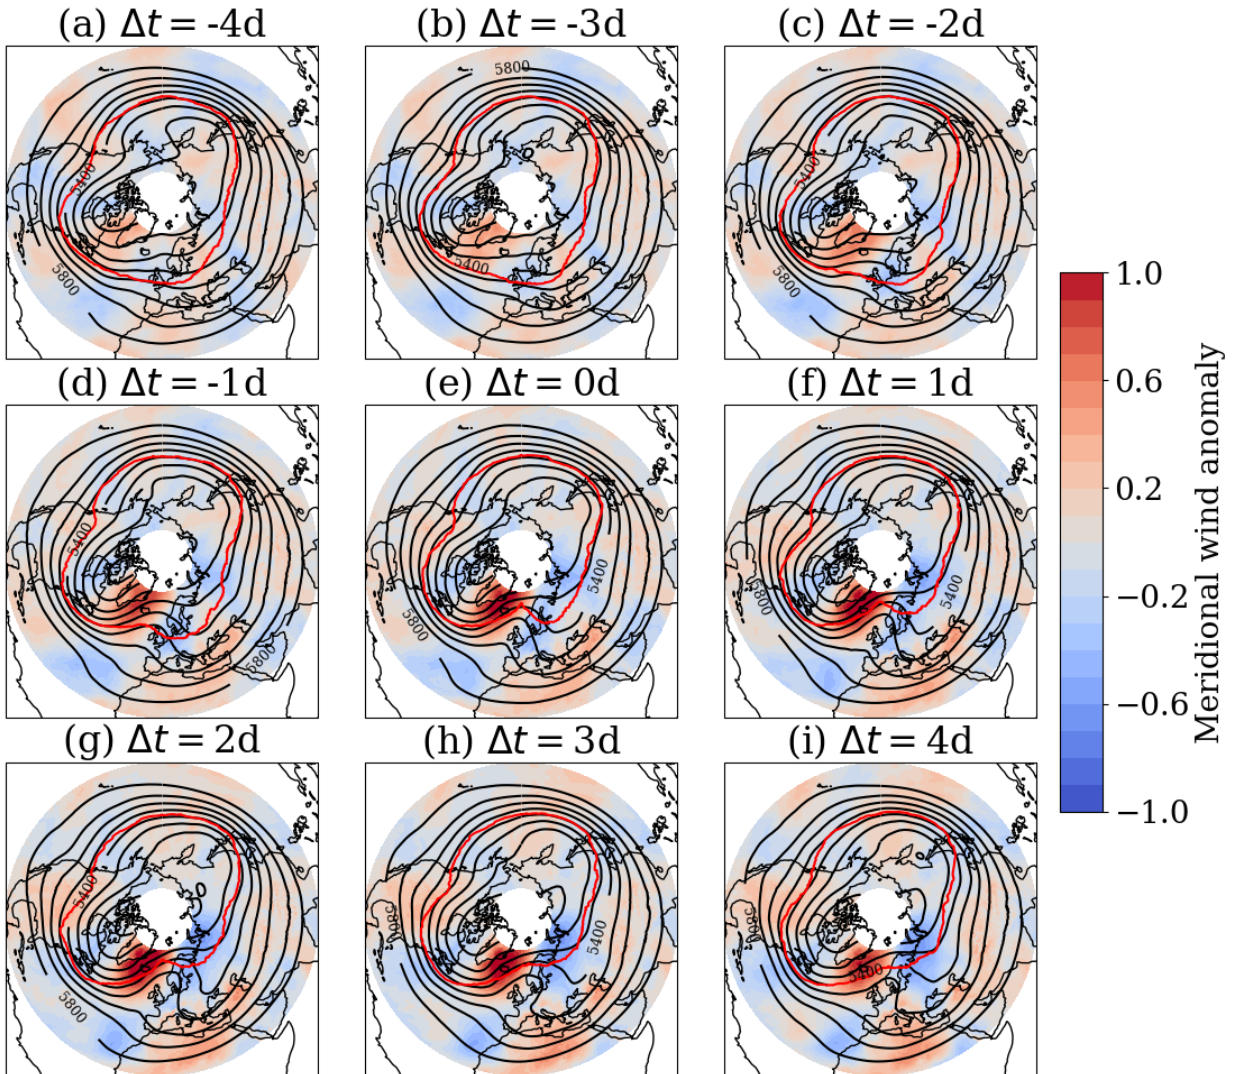 (a) Δt = -4d
(b) Δt = -3d
(c) Δt = -2d
5400
5800
5800
5400
5400
5800
(d) Δt = -1d
(e) Δt = 0d
(f) Δt = 1d
5400
5800
5400
5800
5400
5800
(g) Δt = 2d
(h) Δt = 3d
(i) Δt = 4d
5400
5800
5400
5800
5800
5400
1.0
0.6
0.2
−0.2
−0.6
−1.0
Meridional wind anomaly